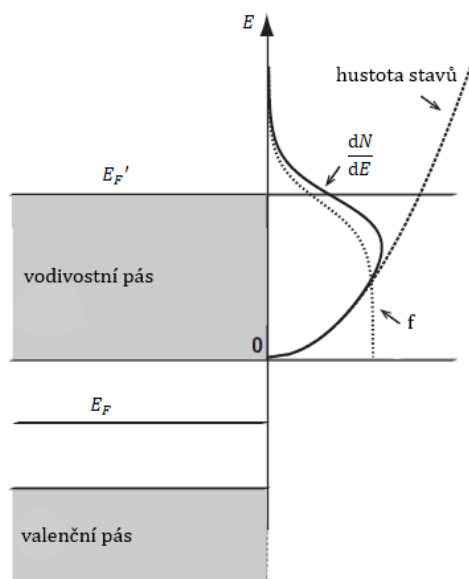 E
hustota stavů
dN
dE
E_F'
vodivostní pás
f
0
E_F
valenční pás